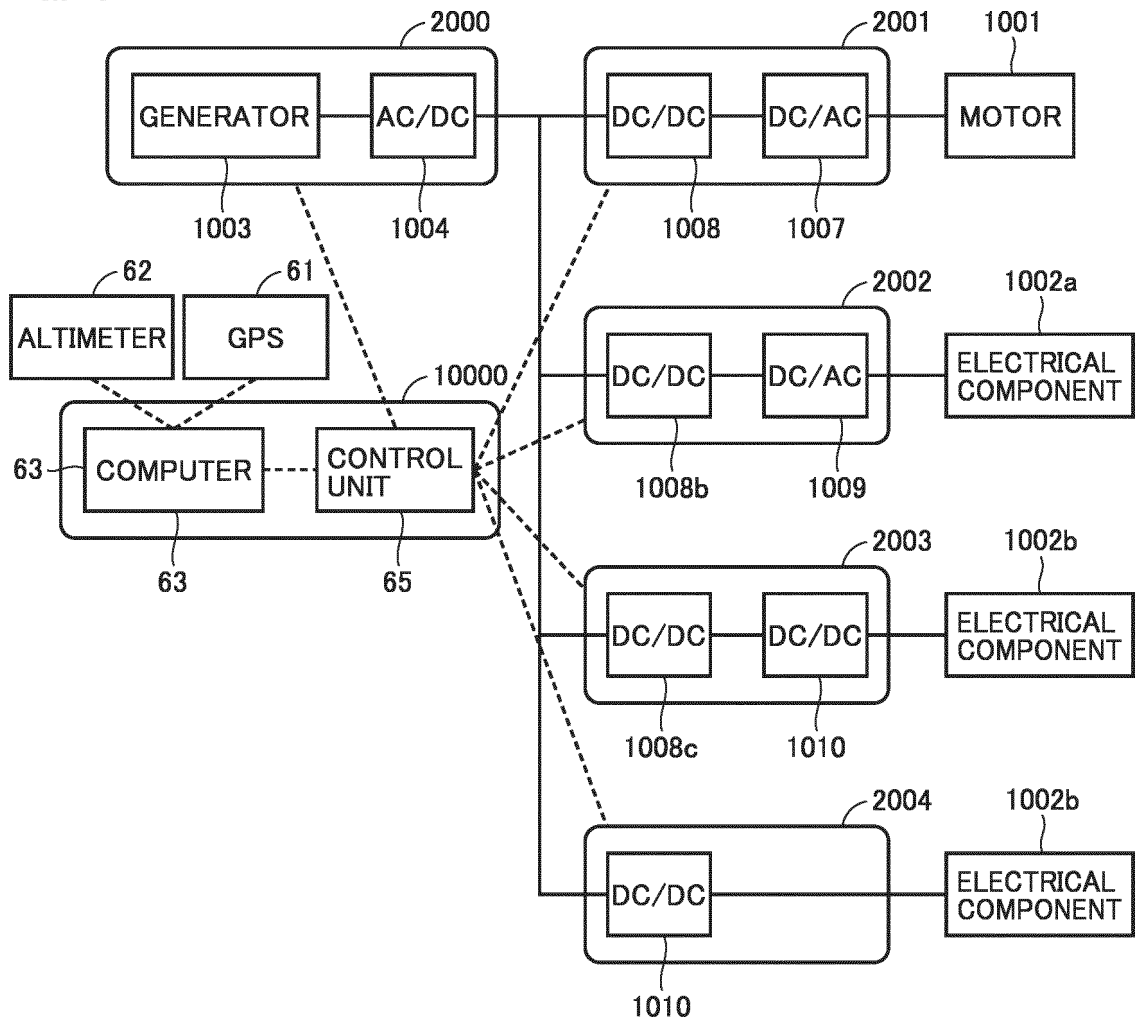 2000
2001
1001
GENERATOR
AC/DC
DC/DC
DC/AC
MOTOR
1003
1004
1008
1007
62
61
2002
1002a
ALTIMETER
GPS
DC/DC
DC/AC
ELECTRICAL
COMPONENT
10000
63
COMPUTER
CONTROL
UNIT
1008b
1009
63
65
2003
1002b
DC/DC
DC/DC
ELECTRICAL
COMPONENT
1008c
1010
2004
1002b
DC/DC
ELECTRICAL
COMPONENT
1010